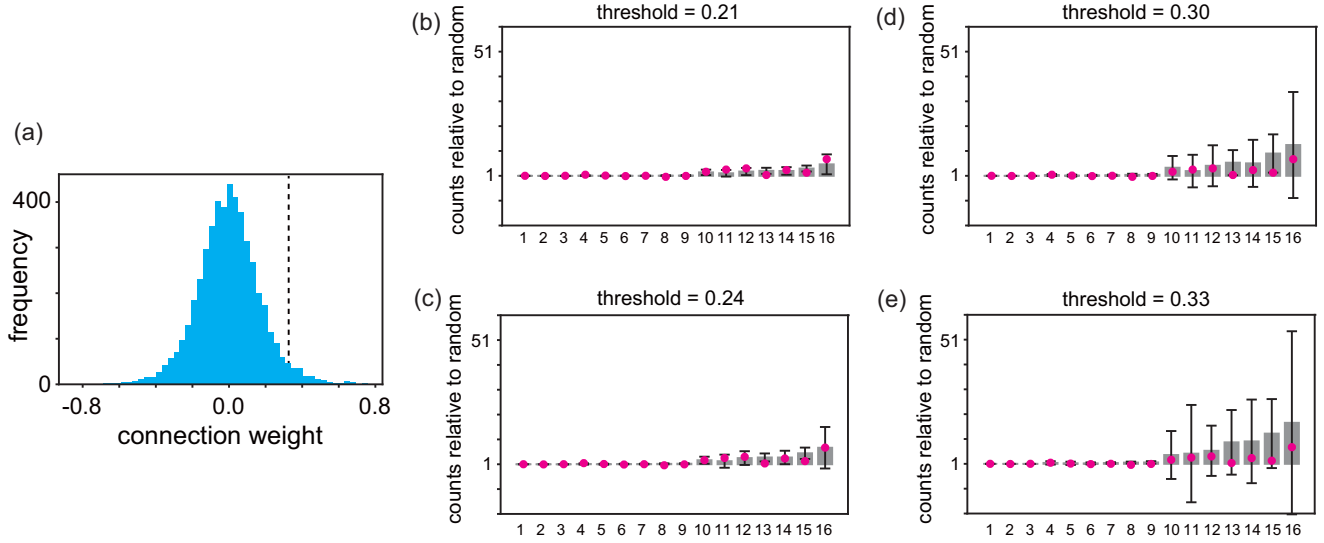 (a)
frequency
400
0
-0.8 0.0 0.8
connection weight
(b)
threshold = 0.21
counts relative to random
51
1
1 2 3 4 5 6 7 8 9 10 11 12 13 14 15 16
(c)
threshold = 0.24
counts relative to random
51
1
1 2 3 4 5 6 7 8 9 10 11 12 13 14 15 16
(d)
threshold = 0.30
counts relative to random
51
1
1 2 3 4 5 6 7 8 9 10 11 12 13 14 15 16
(e)
threshold = 0.33
counts relative to random
51
1
1 2 3 4 5 6 7 8 9 10 11 12 13 14 15 16